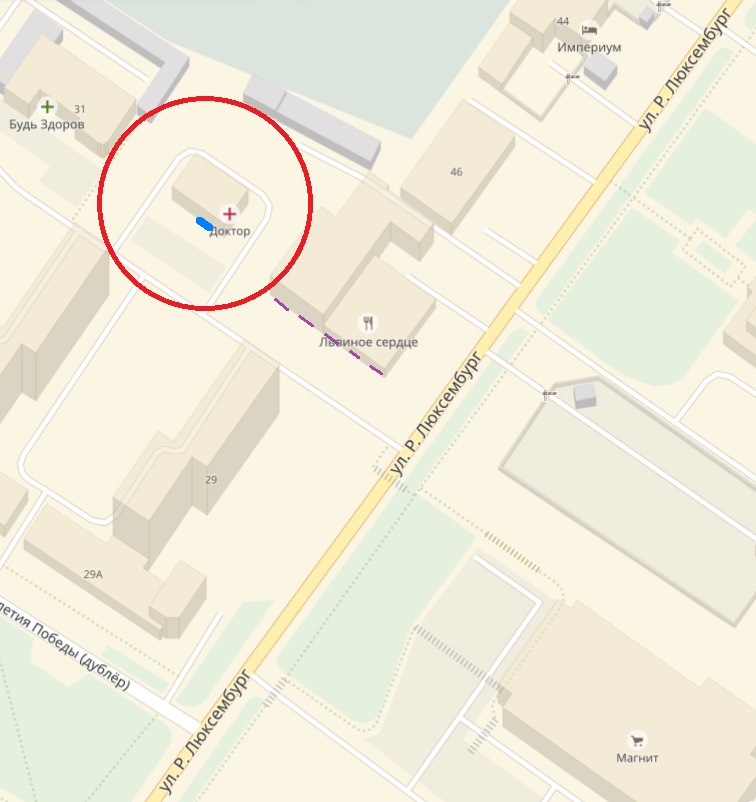 44
Империум
ул. Р. Люксембург
31
Будь Здоров
46
Доктор
Львиное сердце
ул. Р. Люксембург
29
29А
летия Победы (дублёр)
ул. Р. Люксембург
Магнит